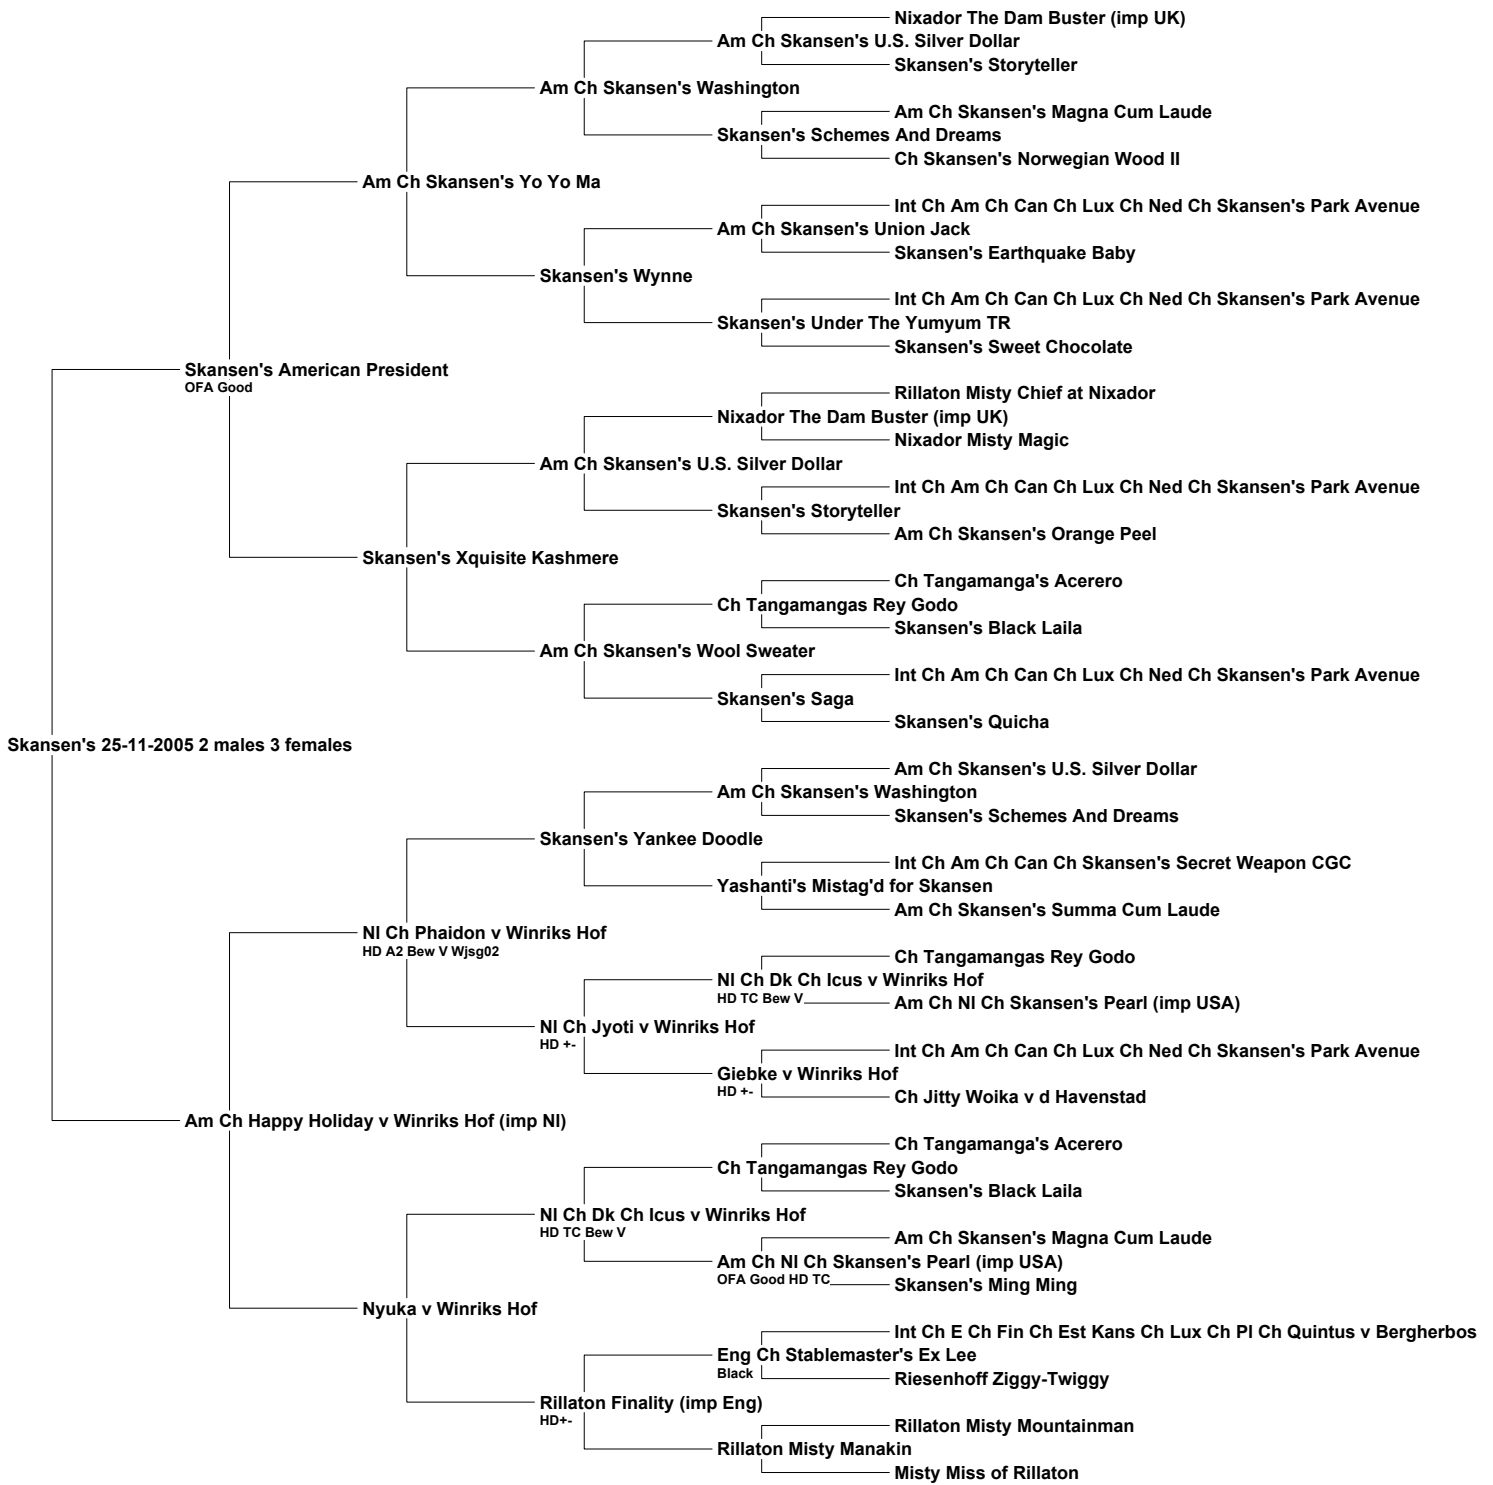 Nixador The Dam Buster (imp UK)
Am Ch Skansen's U.S. Silver Dollar
Skansen's Storyteller
Am Ch Skansen's Washington
Am Ch Skansen's Magna Cum Laude
Skansen's Schemes And Dreams
Ch Skansen's Norwegian Wood II
Am Ch Skansen's Yo Yo Ma
Int Ch Am Ch Can Ch Lux Ch Ned Ch Skansen's Park Avenue
Am Ch Skansen's Union Jack
Skansen's Earthquake Baby
Skansen's Wynne
Int Ch Am Ch Can Ch Lux Ch Ned Ch Skansen's Park Avenue
Skansen's Under The Yumyum TR
Skansen's Sweet Chocolate
Skansen's American President
OFA Good
Rillaton Misty Chief at Nixador
Nixador The Dam Buster (imp UK)
Nixador Misty Magic
Am Ch Skansen's U.S. Silver Dollar
Int Ch Am Ch Can Ch Lux Ch Ned Ch Skansen's Park Avenue
Skansen's Storyteller
Am Ch Skansen's Orange Peel
Skansen's Xquisite Kashmere
Ch Tangamanga's Acerero
Ch Tangamangas Rey Godo
Skansen's Black Laila
Am Ch Skansen's Wool Sweater
Int Ch Am Ch Can Ch Lux Ch Ned Ch Skansen's Park Avenue
Skansen's Saga
Skansen's Quicha
Skansen's 25-11-2005 2 males 3 females
Am Ch Skansen's U.S. Silver Dollar
Am Ch Skansen's Washington
Skansen's Schemes And Dreams
Skansen's Yankee Doodle
Int Ch Am Ch Can Ch Skansen's Secret Weapon CGC
Yashanti's Mistag'd for Skansen
Am Ch Skansen's Summa Cum Laude
Nl Ch Phaidon v Winriks Hof
HD A2 Bew V Wjsg02
Ch Tangamangas Rey Godo
Nl Ch Dk Ch Icus v Winriks Hof
HD TC Bew V
Am Ch Nl Ch Skansen's Pearl (imp USA)
Nl Ch Jyoti v Winriks Hof
HD +-
Int Ch Am Ch Can Ch Lux Ch Ned Ch Skansen's Park Avenue
Giebke v Winriks Hof
HD +-
Ch Jitty Woika v d Havenstad
Am Ch Happy Holiday v Winriks Hof (imp Nl)
Ch Tangamanga's Acerero
Ch Tangamangas Rey Godo
Skansen's Black Laila
Nl Ch Dk Ch Icus v Winriks Hof
HD TC Bew V
Am Ch Skansen's Magna Cum Laude
Am Ch Nl Ch Skansen's Pearl (imp USA)
OFA Good HD TC
Skansen's Ming Ming
Nyuka v Winriks Hof
Int Ch E Ch Fin Ch Est Kans Ch Lux Ch Pl Ch Quintus v Bergherbos
Eng Ch Stablemaster's Ex Lee
Black
Riesenhoff Ziggy-Twiggy
Rillaton Finality (imp Eng)
HD+-
Rillaton Misty Mountainman
Rillaton Misty Manakin
Misty Miss of Rillaton